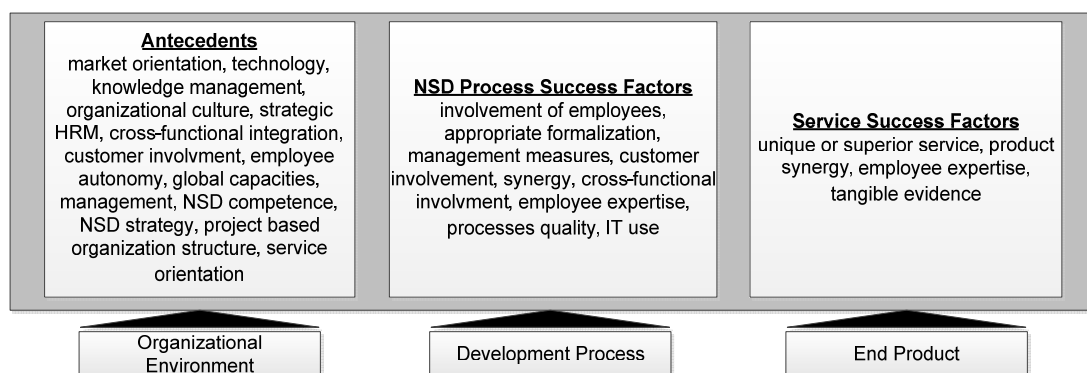 Antecedents
market orientation, technology,
knowledge management,
organizational culture, strategic
HRM, cross-functional integration,
customer involvment, employee
autonomy, global capacities,
management, NSD competence,
NSD strategy, project based
organization structure, service
orientation
NSD Process Success Factors
involvement of employees,
appropriate formalization,
management measures, customer
involvement, synergy, cross-functional
involvment, employee expertise,
processes quality, IT use
Service Success Factors
unique or superior service, product
synergy, employee expertise,
tangible evidence
Organizational
Environment
Development Process
End Product